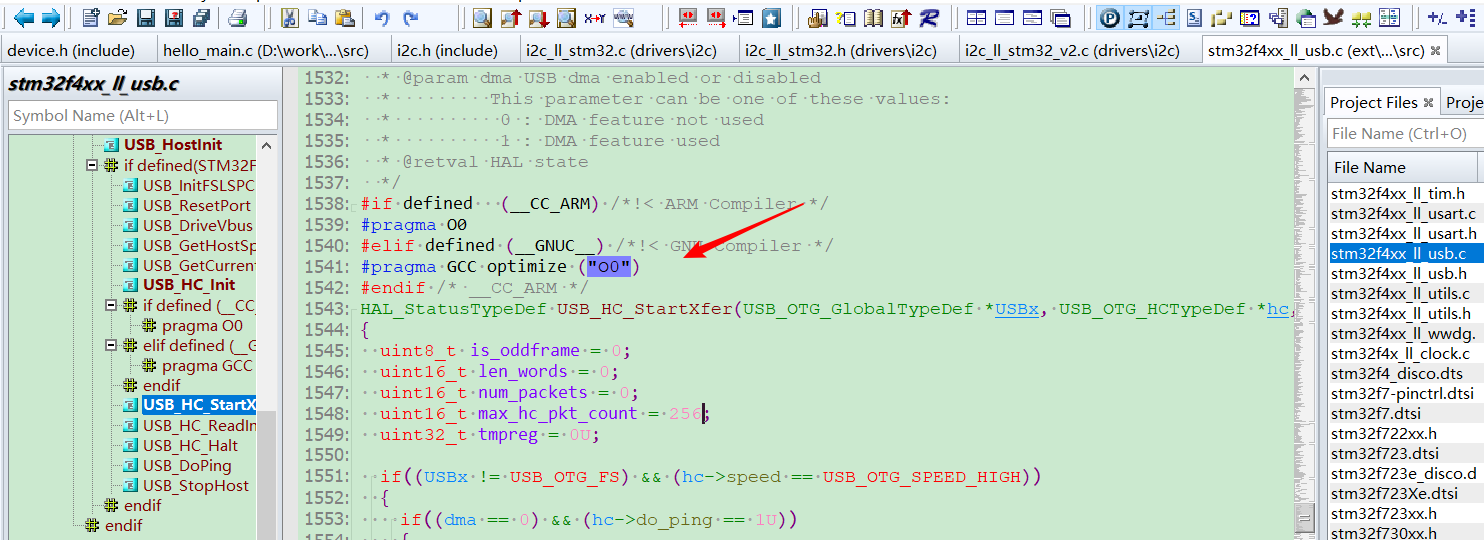 device.h (include)
hello_main.c (D:\work\...\src)
i2c.h (include)
i2c_ll_stm32.c (drivers\i2c)
i2c_ll_stm32.h (drivers\i2c)
i2c_ll_stm32_v2.c (drivers\i2c)
stm32f4xx_ll_usb.c (ext\...\src)
stm32f4xx_ll_usb.c
Symbol Name (Alt+L)
USB_HostInit
if defined(STM32F
USB_InitFSLSPC
USB_ResetPort
USB_DriveVbus
USB_GetHostSp
USB_GetCurrent
USB_HC_Init
if defined (__CC
pragma O0
elif defined (__G
pragma GCC
endif
USB_HC_StartX
USB_HC_ReadIn
USB_HC_Halt
USB_DoPing
USB_StopHost
endif
endif
1532: * @param dma USB dma enabled or disabled
1533: * This parameter can be one of these values:
1534: * 0 : DMA feature not used
1535: * 1 : DMA feature used
1536: * @retval HAL state
1537: */
1538: #if defined (__CC_ARM) /*!< ARM Compiler */
1539: #pragma O0
1540: #elif defined (__GNUC__) /*!< GNU Compiler */
1541: #pragma GCC optimize ("O0")
1542: #endif /* __CC_ARM */
1543: HAL_StatusTypeDef USB_HC_StartXfer(USB_OTG_GlobalTypeDef *USBx, USB_OTG_HCTypeDef *hc,
1544: {
1545: uint8_t is_oddframe = 0;
1546: uint16_t len_words = 0;
1547: uint16_t num_packets = 0;
1548: uint16_t max_hc_pkt_count = 256;
1549: uint32_t tmpreg = 0U;
1550:
1551: if((USBx != USB_OTG_FS) && (hc->speed == USB_OTG_SPEED_HIGH))
1552: {
1553: if((dma == 0) && (hc->do_ping == 1U))
1554: {
Project Files
Proje
File Name (Ctrl+O)
File Name
stm32f4xx_ll_tim.h
stm32f4xx_ll_usart.c
stm32f4xx_ll_usart.h
stm32f4xx_ll_usb.c
stm32f4xx_ll_usb.h
stm32f4xx_ll_utils.c
stm32f4xx_ll_utils.h
stm32f4xx_ll_wwdg.
stm32f4x_ll_clock.c
stm32f4_disco.dts
stm32f7-pinctrl.dtsi
stm32f7.dtsi
stm32f722xx.h
stm32f723.dtsi
stm32f723e_disco.d
stm32f723Xe.dtsi
stm32f723xx.h
stm32f730xx.h